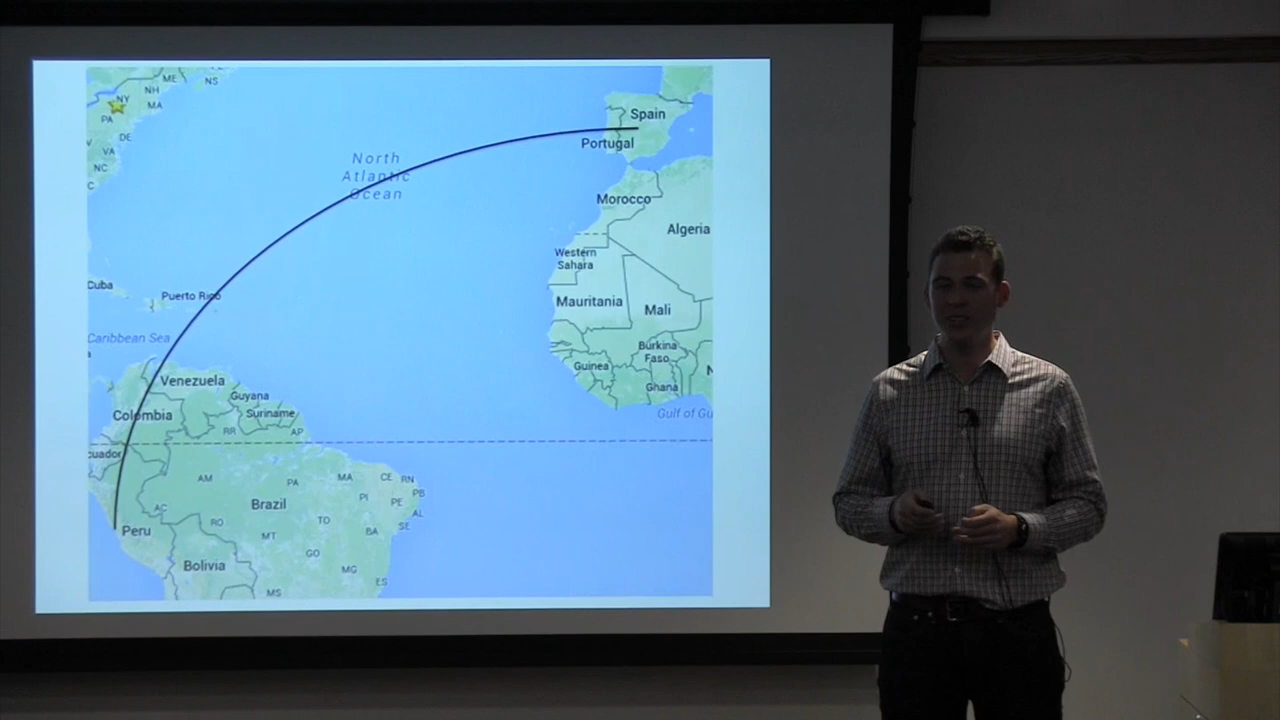 ME
NS
NH
NY
MA
PA
DE
V
VA
NC
C
Spain
Portugal
North
Atlantic
Ocean
Morocco
Algeria
Western
Sahara
Cuba
Puerto Rico
Mauritania
Mali
Caribbean Sea
a
Burkina
Faso
Guinea
N
Ghana
Venezuela
Guyana
Suriname
Colombia
RR
AP
Gulf of Gu
cuador
AM
PA
MA
CE
RN
PB
PI
PE
AL
Brazil
AC
RO
TO
BA
SE
Peru
MT
GO
Bolivia
MG
ES
MS